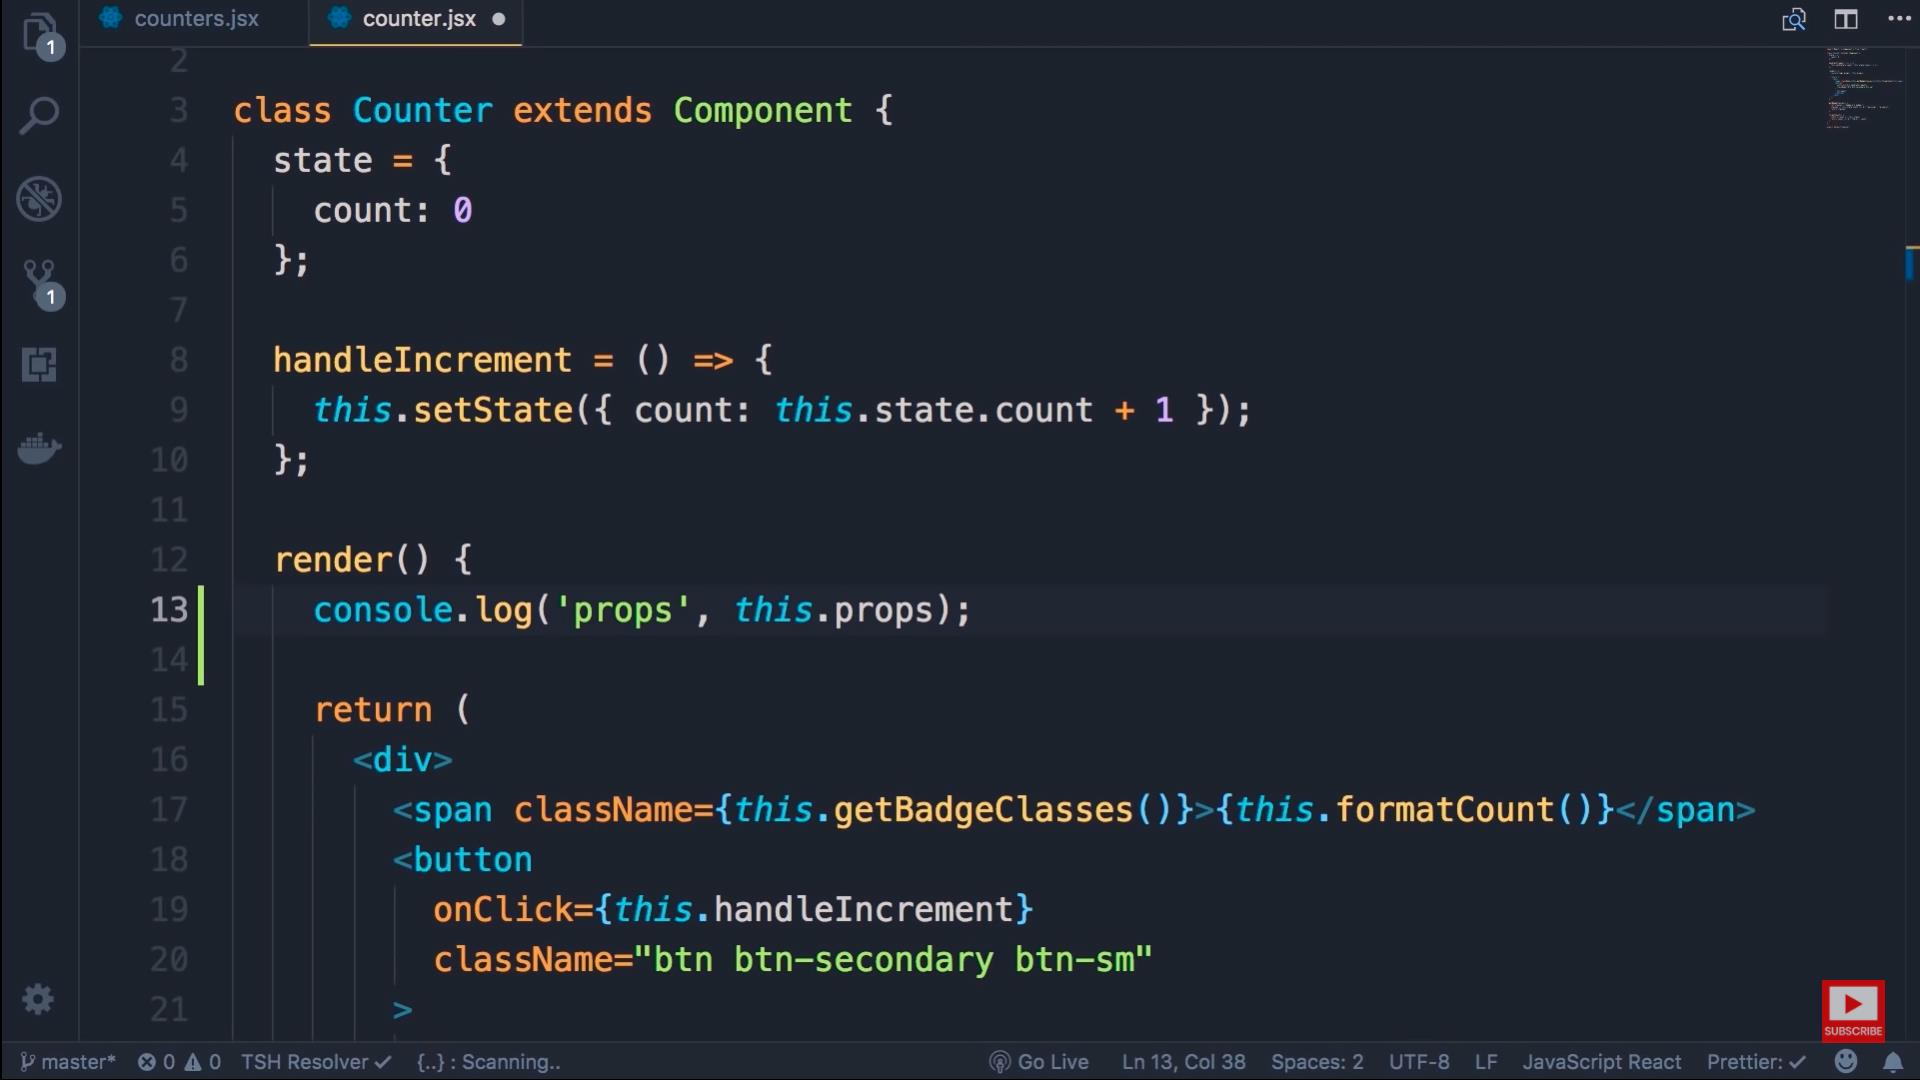 counters.jsx
counter.jsx
1
2
3 class Counter extends Component {
4 state = {
5 count: 0
6 };
7
8 handleIncrement = () => {
9 this.setState({ count: this.state.count + 1 });
10 };
11
12 render() {
13 console.log('props', this.props);
14
15 return (
16 <div>
17 <span className={this.getBadgeClasses()}>{this.formatCount()}</span>
18 <button
19 onClick={this.handleIncrement}
20 className="btn btn-secondary btn-sm"
21 >
1
SUBSCRIBE
master* 0 0 TSH Resolver ✓ {..} : Scanning.. Go Live Ln 13, Col 38 Spaces: 2 UTF-8 LF JavaScript React Prettier: ✓